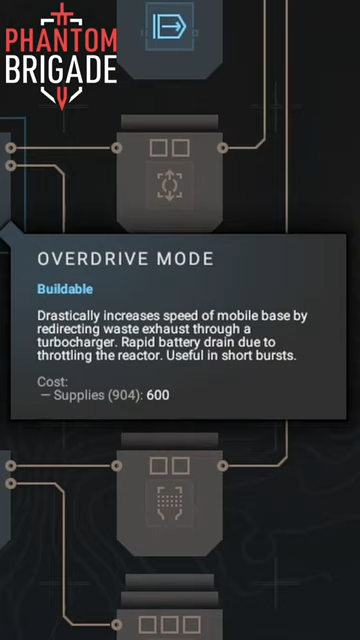 PHANTOM
BRIGADE
OVERDRIVE MODE
Buildable
Drastically increases speed of mobile base by
redirecting waste exhaust through a
turbocharger. Rapid battery drain due to
throttling the reactor. Useful in short bursts.
Cost:
— Supplies (904): 600